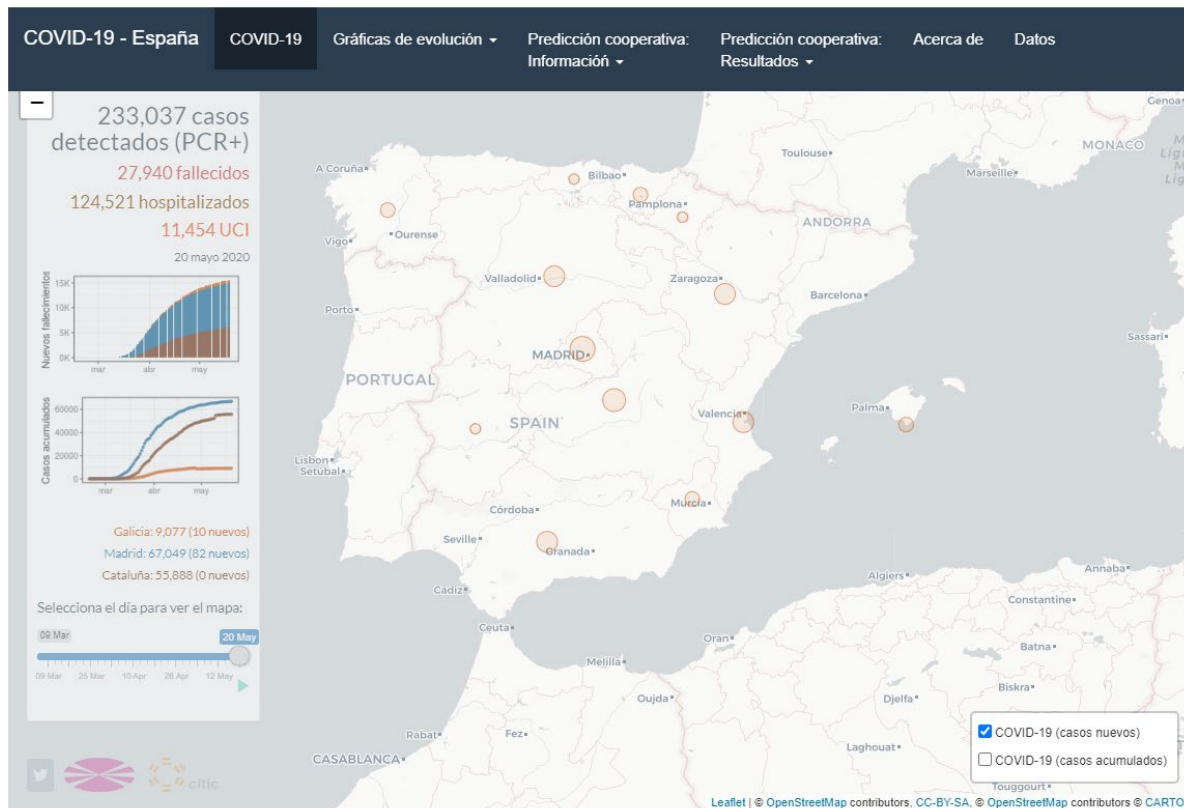 COVID-19 - España
COVID-19
Gráficas de evolución
Predicción cooperativa:
Informacióń
Predicción cooperativa:
Resultados
Acerca de
Datos
−
233,037 casos
detectados (PCR+)
27,940 fallecidos
124,521 hospitalizados
11,454 UCI
20 mayo 2020
Nuevos fallecimientos
15K
10K
5K
0K
mar
abr
may
Casos acumulados
60000
40000
20000
0
mar
abr
may
Galicia: 9,077 (10 nuevos)
Madrid: 67,049 (82 nuevos)
Cataluña: 55,888 (0 nuevos)
Selecciona el día para ver el mapa:
09 Mar
20 May
09 Mar
25 Mar
10 Apr
26 Apr
12 May
citic
Genoa
MONACO
Toulouse
Marseille
A Coruña
Bilbao
Pamplona
ANDORRA
Vigo
Ourense
Valladolid
Zaragoza
Barcelona
Porto
Sassari
MADRID
PORTUGAL
Palma
Valencia
SPAIN
Lisbon
Setúbal
Murcia
Córdoba
Seville
Granada
Cádiz
Algiers
Annaba
Constantine
Ceuta
Oran
Batna
Melilla
Biskra
Oujda
Djelfa
Rabat
Fez
CASABLANCA
Laghouat
Touggourt
COVID-19 (casos nuevos)
COVID-19 (casos acumulados)
Leaflet | © OpenStreetMap contributors, CC-BY-SA, © OpenStreetMap contributors © CARTO